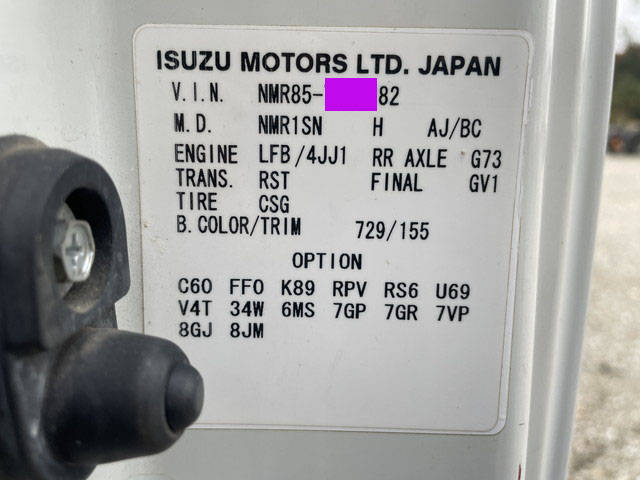 ISUZU MOTORS LTD. JAPAN
V.I.N. NMR85- 82
M.D. NMR1SN H AJ/BC
ENGINE LFB/4JJ1 RR AXLE G73
TRANS. RST FINAL GV1
TIRE CSG
B.COLOR/TRIM 729/155
OPTION
C60 FF0 K89 RPV RS6 U69
V4T 34W 6MS 7GP 7GR 7VP
8GJ 8JM